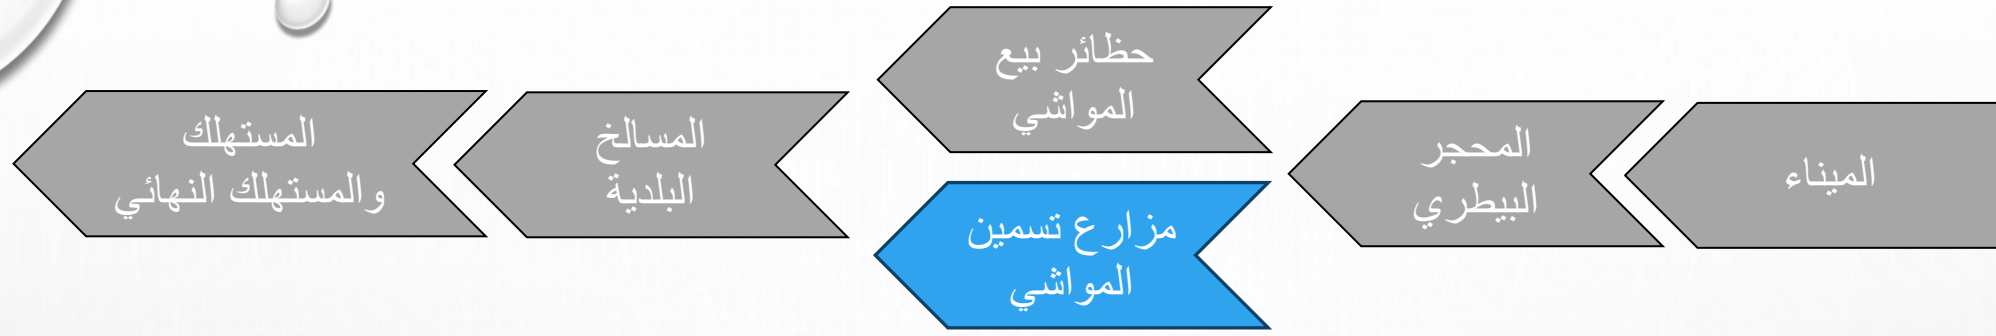 الميناء
المحجر
البيطري
حظائر بيع
المواشي
مزارع تسمين
المواشي
المسالخ
البلدية
المستهلك
والمستهلك النهائي